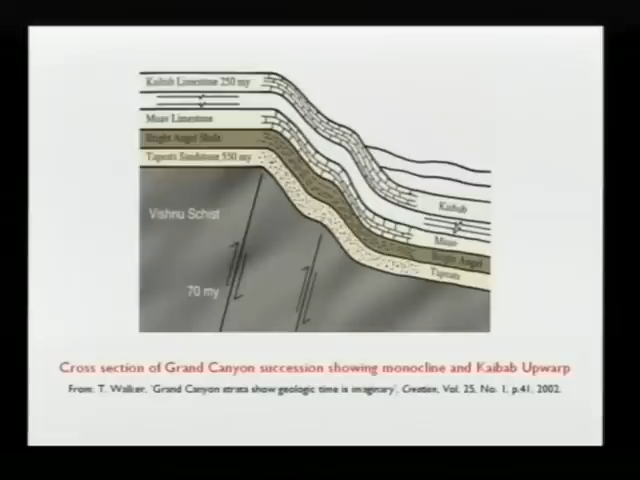 Kaibab Limestone 250 my
Muav Limestone
Bright Angel Shale
Tapeats Sandstone 550 my
Vishnu Schist
70 my
Kaibab
Muav
Bright Angel
Tapeats
Cross section of Grand Canyon succession showing monocline and Kaibab Upwarp
From: T. Walker, 'Grand Canyon strata show geologic time is imaginary', Creation, Vol. 25, No. 1, p.41, 2002.